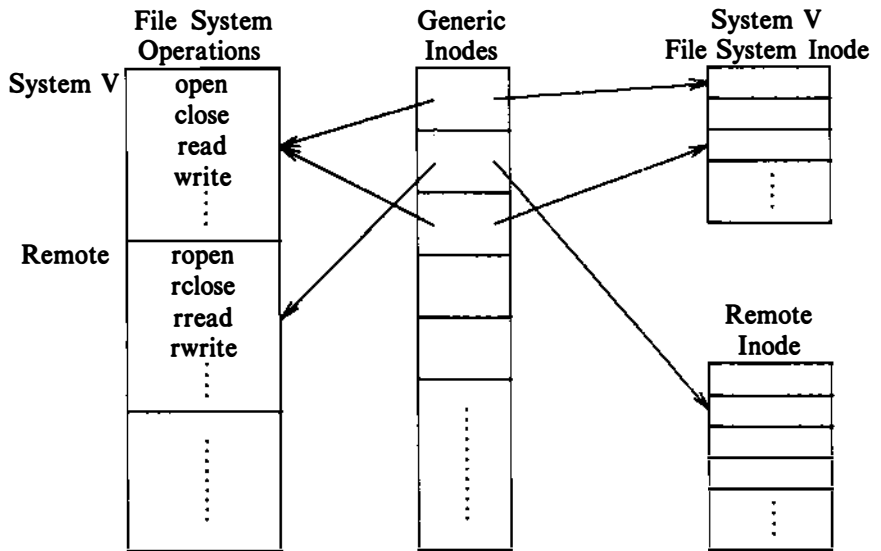 File System
Operations
Generic
Inodes
System V
File System Inode
System V
open
close
read
write
Remote
ropen
rclose
rread
rwrite
Remote
Inode